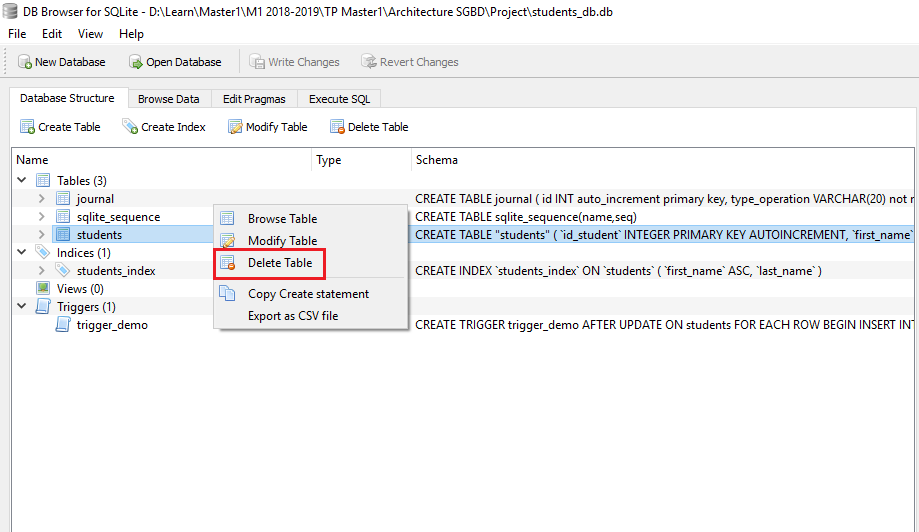 DB Browser for SQLite - D:\Learn\Master1\M1 2018-2019\TP Master1\Architecture SGBD\Project\students_db.db
File Edit View Help
New Database Open Database Write Changes Revert Changes
Database Structure Browse Data Edit Pragmas Execute SQL
Create Table Create Index Modify Table Delete Table
Name Type Schema
Tables (3)
journal CREATE TABLE journal ( id INT auto_increment primary key, type_operation VARCHAR(20) not n
sqlite_sequence CREATE TABLE sqlite_sequence(name,seq)
students CREATE TABLE "students" ( `id_student` INTEGER PRIMARY KEY AUTOINCREMENT, `first_name`
Indices (1)
students_index CREATE INDEX `students_index` ON `students` ( `first_name` ASC, `last_name` )
Views (0)
Triggers (1)
trigger_demo CREATE TRIGGER trigger_demo AFTER UPDATE ON students FOR EACH ROW BEGIN INSERT INT
Browse Table
Modify Table
Delete Table
Copy Create statement
Export as CSV file